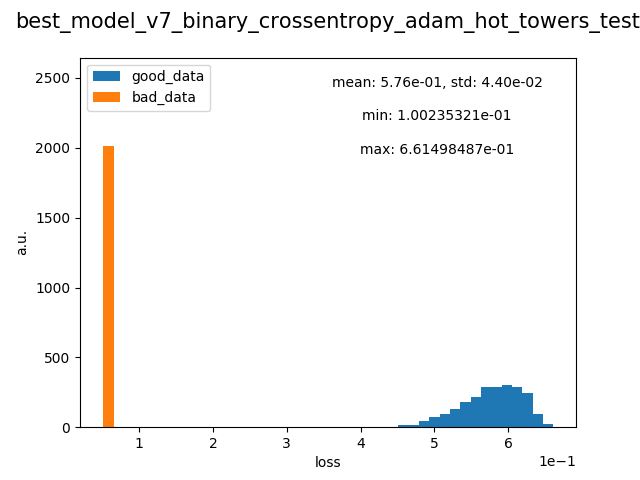 best_model_v7_binary_crossentropy_adam_hot_towers_test
good_data
bad_data
mean: 5.76e-01, std: 4.40e-02
min: 1.00235321e-01
max: 6.61498487e-01
2500
2000
1500
1000
500
0
a.u.
1 2 3 4 5 6
loss
1e−1